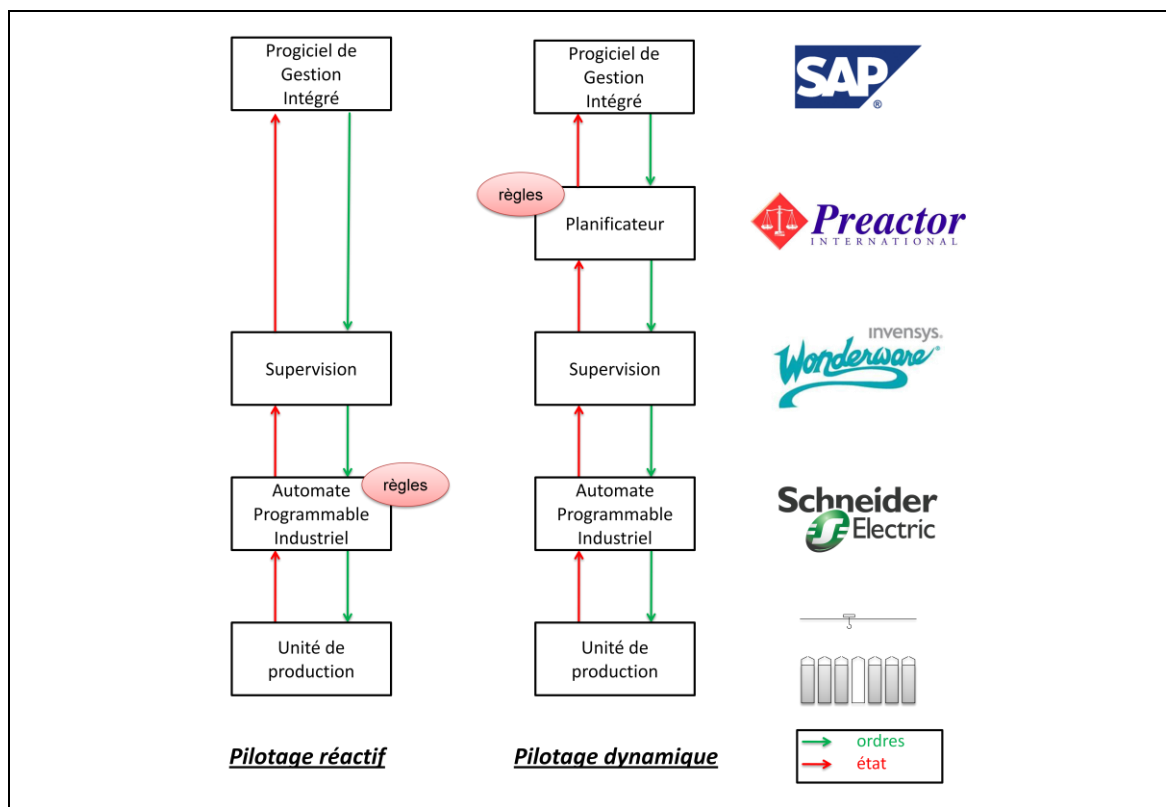 Progiciel de
Gestion
Intégré
Supervision
Automate
Programmable
Industriel
règles
Unité de
production
Pilotage réactif
Progiciel de
Gestion
Intégré
règles
Planificateur
Supervision
Automate
Programmable
Industriel
Unité de
production
Pilotage dynamique
SAP
®
Preactor
INTERNATIONAL
invensys.
Wonderware®
Schneider
Electric
ordres
état